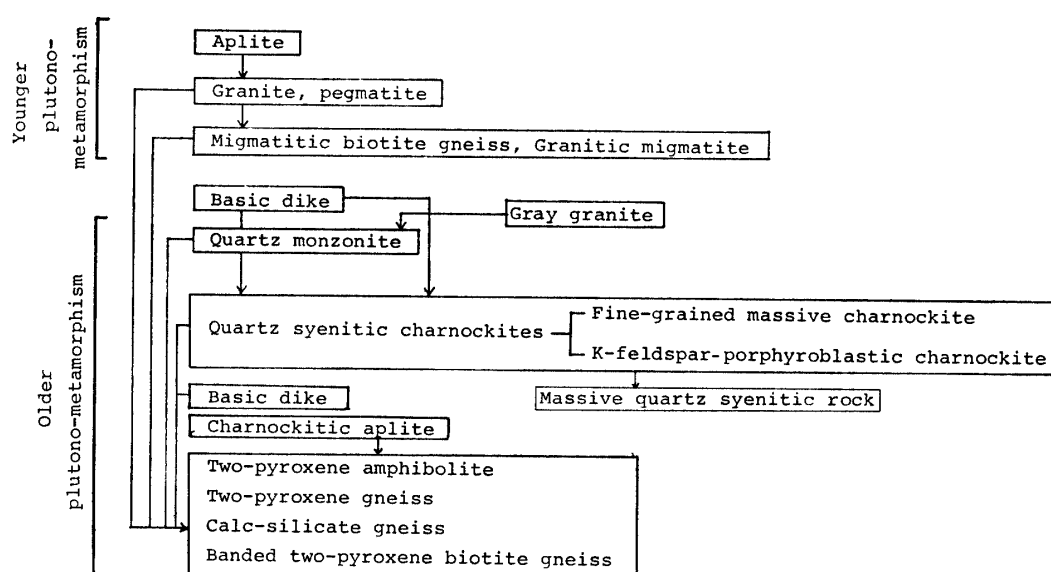 Younger
plutono-
metamorphism
Aplite
Granite, pegmatite
Migmatitic biotite gneiss, Granitic migmatite
Older
plutono-metamorphism
Basic dike
Gray granite
Quartz monzonite
Quartz syenitic charnockites
Fine-grained massive charnockite
K-feldspar-porphyroblastic charnockite
Basic dike
Massive quartz syenitic rock
Charnockitic aplite
Two-pyroxene amphibolite
Two-pyroxene gneiss
Calc-silicate gneiss
Banded two-pyroxene biotite gneiss